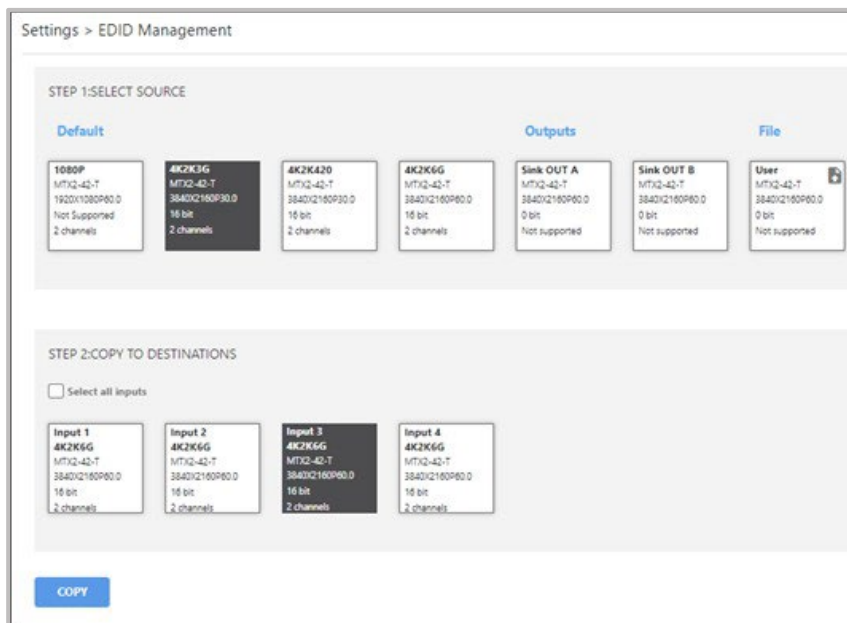 Settings > EDID Management
STEP 1:SELECT SOURCE
Default
Outputs
File
1080P
MTX2-42-T
1920X1080P60.0
Not Supported
2 channels
4K2K3G
MTX2-42-T
3840X2160P30.0
16 bit
2 channels
4K2K420
MTX2-42-T
3840X2160P30.0
16 bit
2 channels
4K2K6G
MTX2-42-T
3840X2160P60.0
16 bit
2 channels
Sink OUT A
MTX2-42-T
3840X2160P60.0
0 bit
Not supported
Sink OUT B
MTX2-42-T
3840X2160P60.0
0 bit
Not supported
User
MTX2-42-T
3840X2160P60.0
0 bit
Not supported
STEP 2:COPY TO DESTINATIONS
Select all inputs
Input 1
4K2K6G
MTX2-42-T
3840X2160P60.0
16 bit
2 channels
Input 2
4K2K6G
MTX2-42-T
3840X2160P60.0
16 bit
2 channels
Input 3
4K2K6G
MTX2-42-T
3840X2160P60.0
16 bit
2 channels
Input 4
4K2K6G
MTX2-42-T
3840X2160P60.0
16 bit
2 channels
COPY